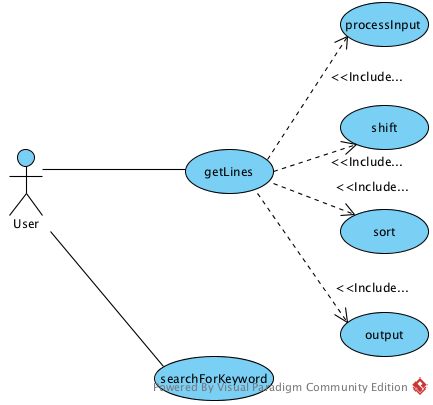 processInput
<<Include...
shift
<<Include...
getLines
<<Include...
User
sort
<<Include...
output
searchForKeyword
Powered By Visual Paradigm Community Edition